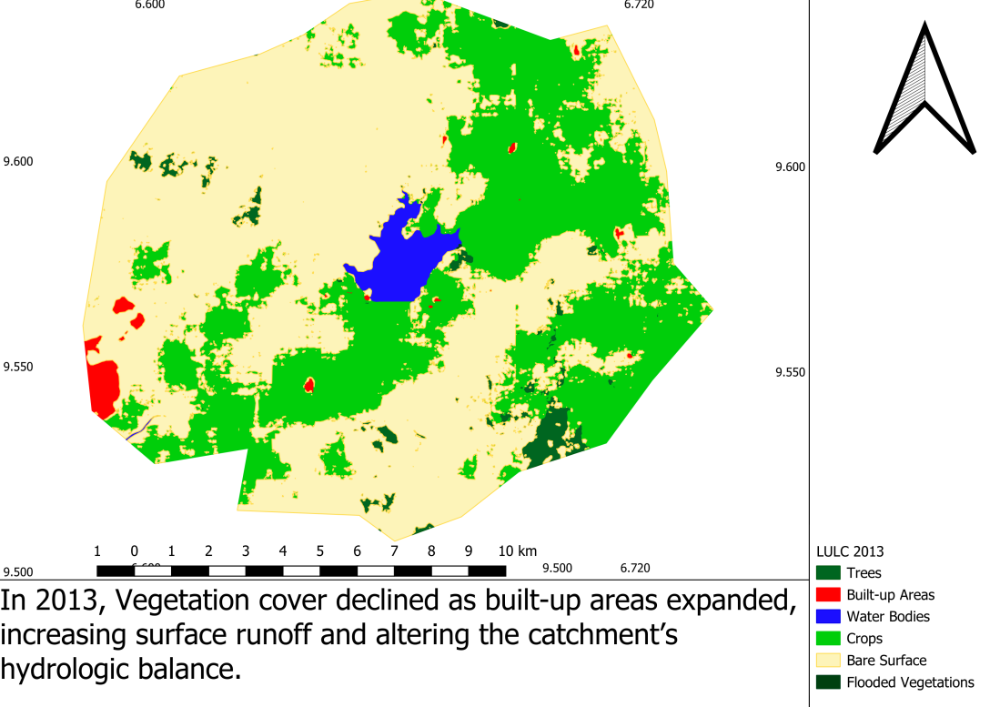 6.600 6.720
9.600 9.600
9.550 9.550
1 0 1 2 3 4 5 6 7 8 9 10 km
9.500 6.600 9.500 6.720
In 2013, Vegetation cover declined as built-up areas expanded,
increasing surface runoff and altering the catchment’s
hydrologic balance.
LULC 2013
Trees
Built-up Areas
Water Bodies
Crops
Bare Surface
Flooded Vegetations